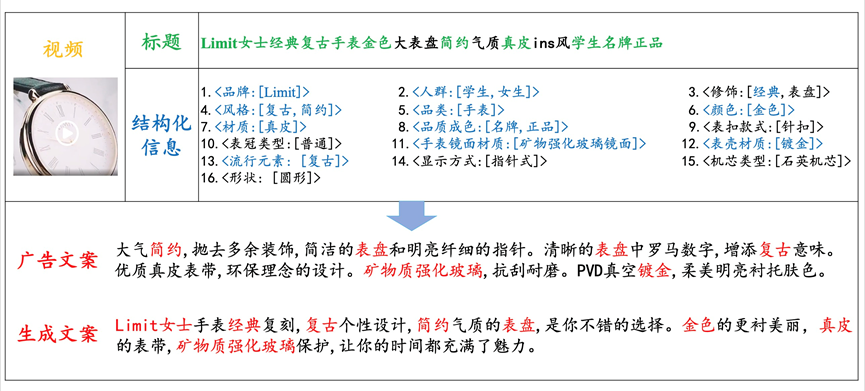 视频
标题
Limit女士经典复古手表金色大表盘简约气质真皮ins风学生名牌正品
结构化
信息
1.<品牌:[Limit]> 2.<人群:[学生,女生]> 3.<修饰:[经典,表盘]>
4.<风格:[复古,简约]> 5.<品类:[手表]> 6.<颜色:[金色]>
7.<材质:[真皮]> 8.<品质成色:[名牌,正品]> 9.<表扣款式:[针扣]>
10.<表冠类型:[普通]> 11.<手表镜面材质:[矿物强化玻璃镜面]> 12.<表壳材质:[镀金]>
13.<流行元素: [复古]> 14.<显示方式:[指针式]> 15.<机芯类型:[石英机芯]>
16.<形状: [圆形]>
广告文案
大气简约,抛去多余装饰,简洁的表盘和明亮纤细的指针。清晰的表盘中罗马数字,增添复古意味。
优质真皮表带,环保理念的设计。矿物质强化玻璃,抗刮耐磨。PVD真空镀金,柔美明亮衬托肤色。
生成文案
Limit女士手表经典复刻,复古个性设计,简约气质的表盘,是你不错的选择。金色的更衬美丽,真皮
的表带,矿物质强化玻璃保护,让你的时间都充满了魅力。